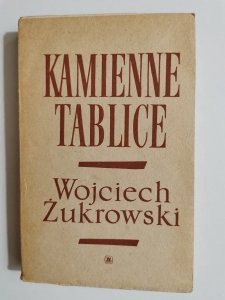 KAMIENNE
TABLICE
Wojciech
Żukrowski